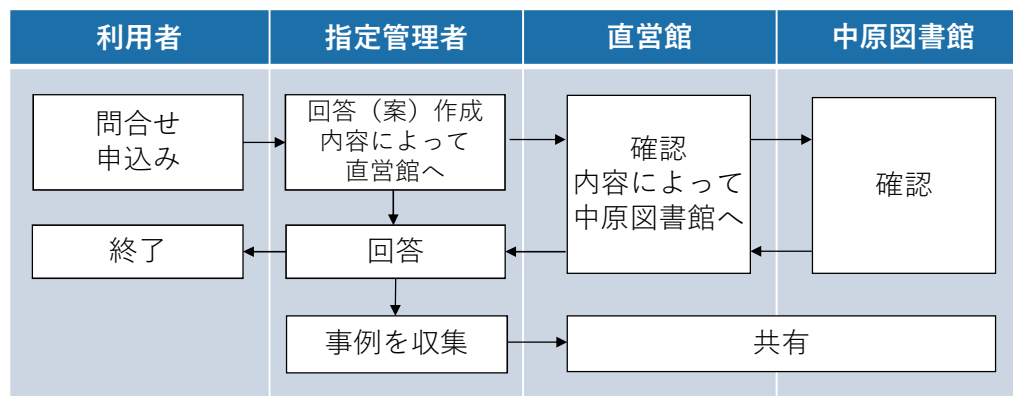 利用者
指定管理者
直営館
中原図書館
問合せ
申込み
回答（案）作成
内容によって
直営館へ
確認
内容によって
中原図書館へ
確認
終了
回答
事例を収集
共有